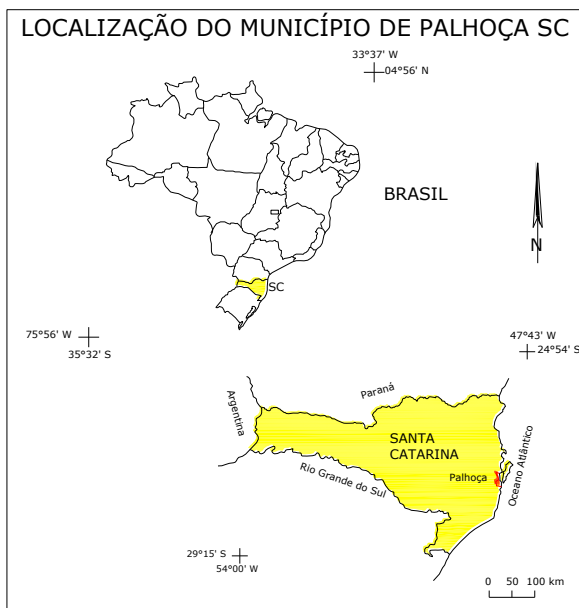 LOCALIZAÇÃO DO MUNICÍPIO DE PALHOÇA SC
33°37' W
04°56' N
BRASIL
N
SC
75°56' W
35°32' S
47°43' W
24°54' S
Paraná
Argentina
SANTA
CATARINA
Rio Grande do Sul
Palhoça
Oceano Atlântico
29°15' S
54°00' W
0 50 100 km